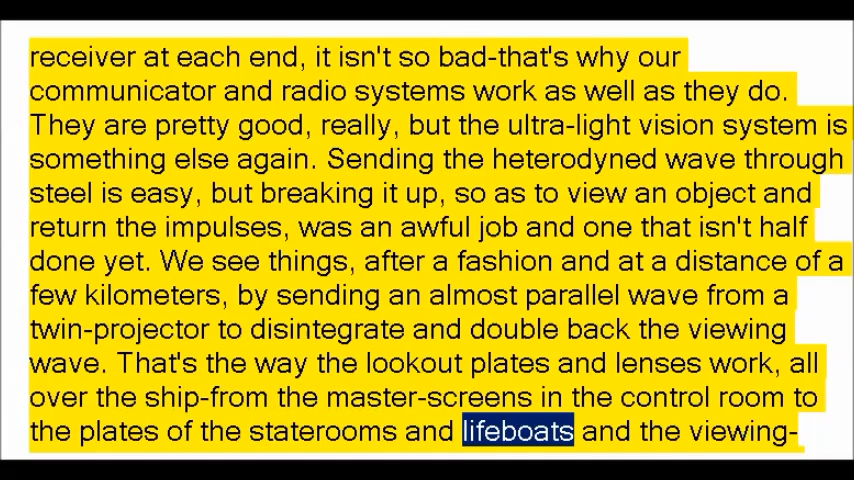 receiver at each end, it isn't so bad-that's why our
communicator and radio systems work as well as they do.
They are pretty good, really, but the ultra-light vision system is
something else again. Sending the heterodyned wave through
steel is easy, but breaking it up, so as to view an object and
return the impulses, was an awful job and one that isn't half
done yet. We see things, after a fashion and at a distance of a
few kilometers, by sending an almost parallel wave from a
twin-projector to disintegrate and double back the viewing
wave. That's the way the lookout plates and lenses work, all
over the ship-from the master-screens in the control room to
the plates of the staterooms and lifeboats and the viewing-